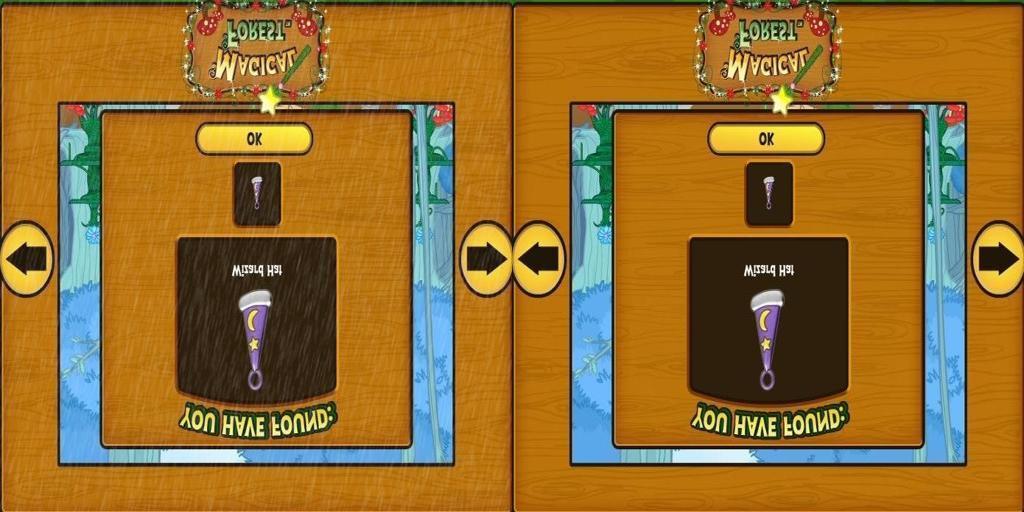 YOU HAVE FOUND:
Wizard Hat
OK
MAGICAL
FOREST.
YOU HAVE FOUND:
Wizard Hat
OK
MAGICAL
FOREST.